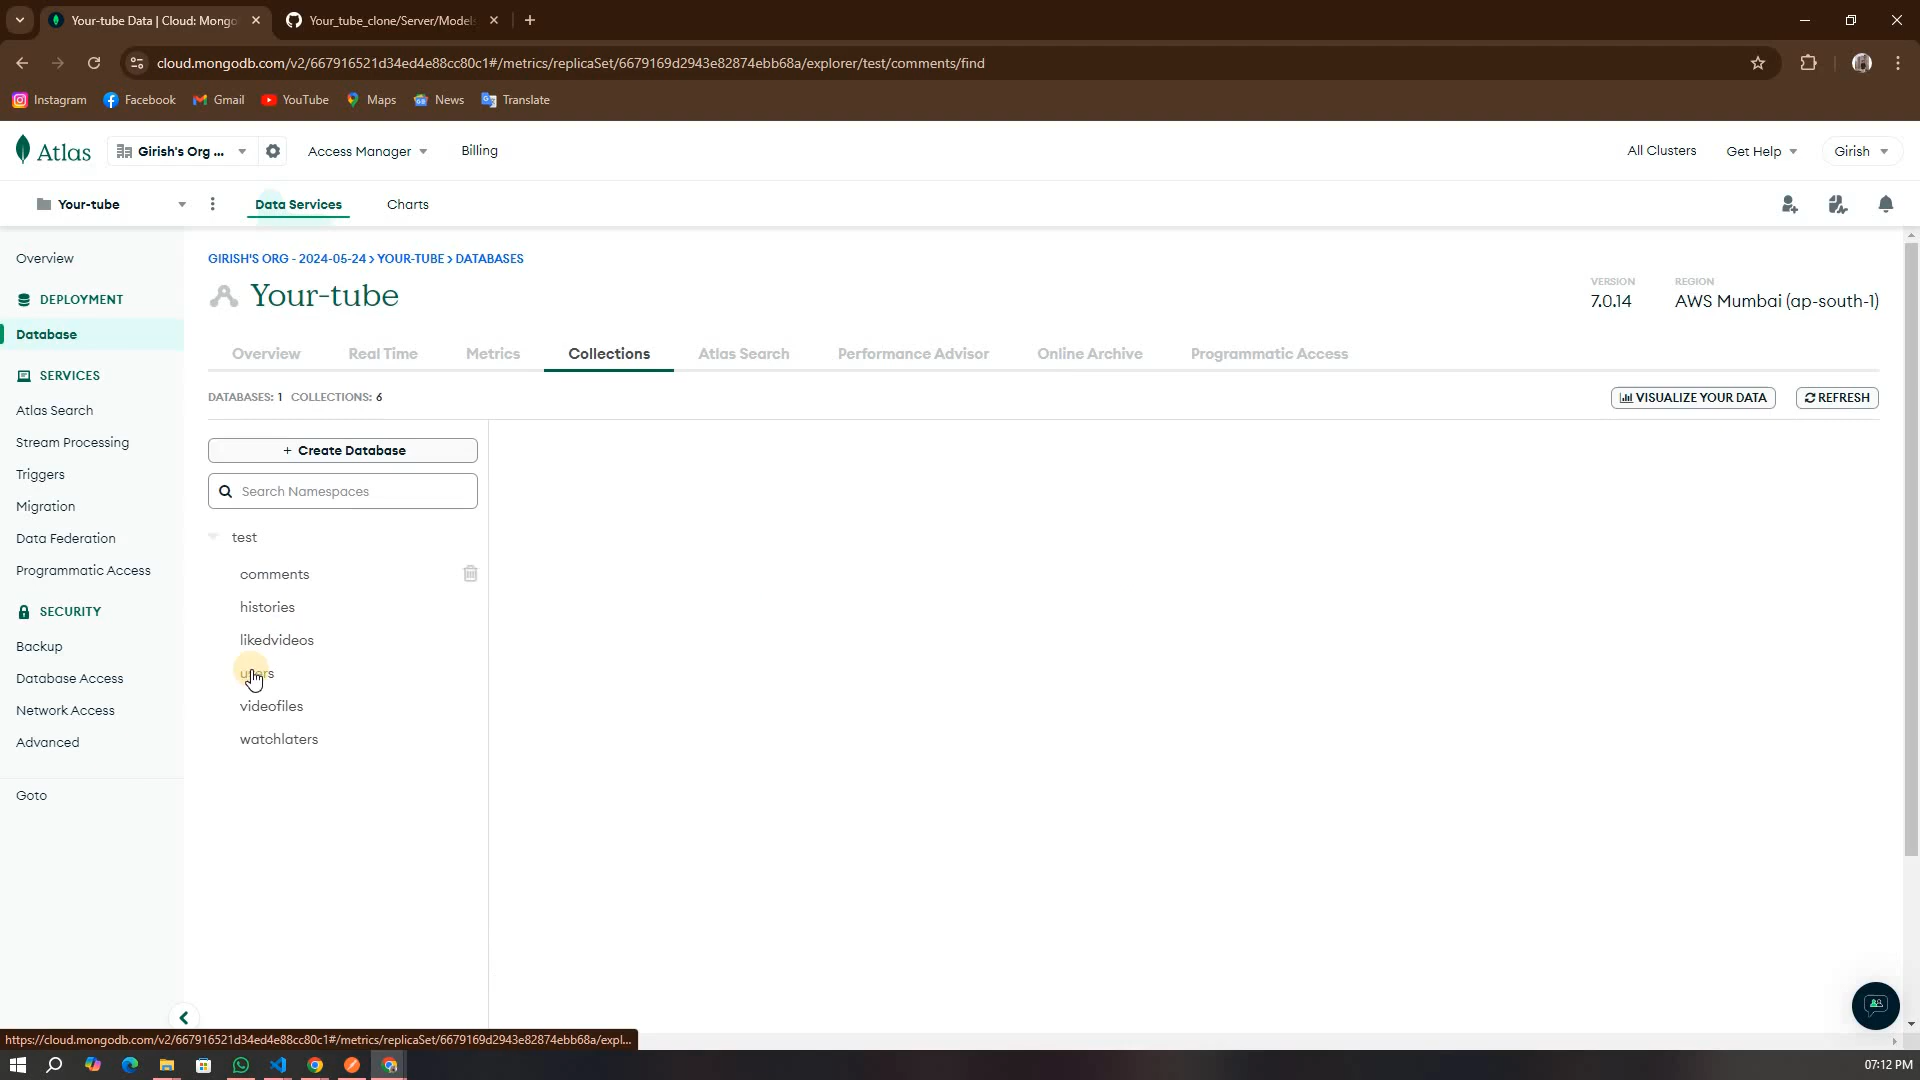 Your-tube Data | Cloud: Mongo
Your_tube_clone/Server/Model
cloud.mongodb.com/v2/667916521d34ed4e88cc80c1#/metrics/replicaSet/6679169d2943e82874ebb68a/explorer/test/comments/find
Instagram Facebook Gmail YouTube Maps News Translate
Atlas Girish's Org ... Access Manager Billing All Clusters Get Help Girish
Your-tube Data Services Charts
Overview
DEPLOYMENT
Database
SERVICES
Atlas Search
Stream Processing
Triggers
Migration
Data Federation
Programmatic Access
SECURITY
Backup
Database Access
Network Access
Advanced
Goto
GIRISH'S ORG - 2024-05-24 > YOUR-TUBE > DATABASES
Your-tube
VERSION
7.0.14
REGION
AWS Mumbai (ap-south-1)
Overview Real Time Metrics Collections Atlas Search Performance Advisor Online Archive Programmatic Access
DATABASES: 1 COLLECTIONS: 6
VISUALIZE YOUR DATA REFRESH
+ Create Database
Search Namespaces
test
comments
histories
likedvideos
users
videofiles
watchlaters
https://cloud.mongodb.com/v2/667916521d34ed4e88cc80c1#/metrics/replicaSet/6679169d2943e82874ebb68a/expl...
07:12 PM